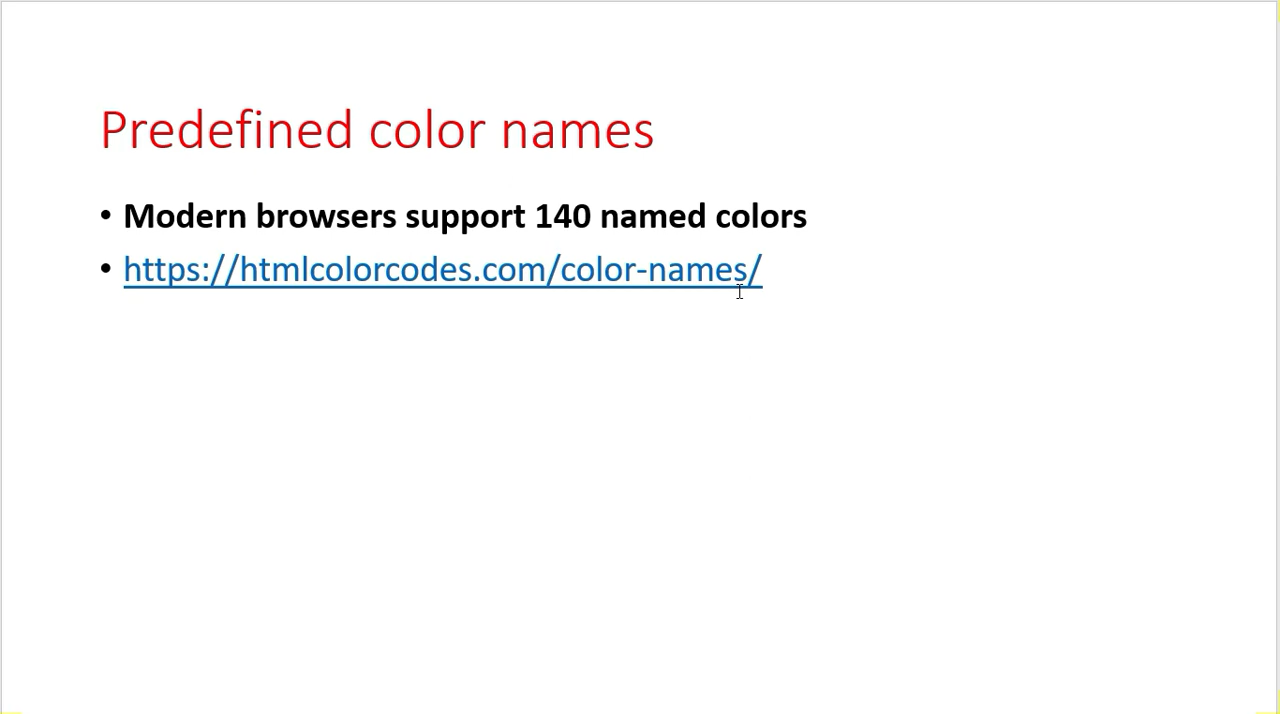 Predefined color names
• Modern browsers support 140 named colors
• https://htmlcolorcodes.com/color-names/